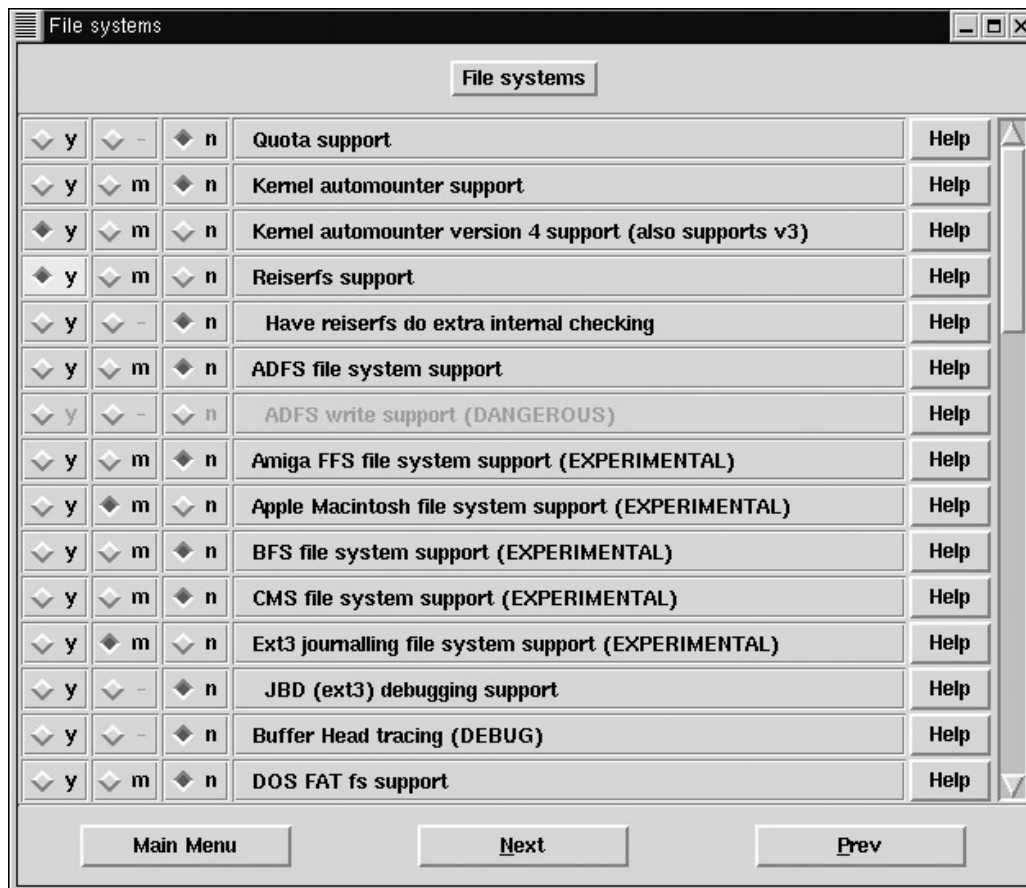 File systems
File systems
y - n Quota support Help
y m n Kernel automounter support Help
y m n Kernel automounter version 4 support (also supports v3) Help
y m n Reiserfs support Help
y - n Have reiserfs do extra internal checking Help
y m n ADFS file system support Help
y - n ADFS write support (DANGEROUS) Help
y m n Amiga FFS file system support (EXPERIMENTAL) Help
y m n Apple Macintosh file system support (EXPERIMENTAL) Help
y m n BFS file system support (EXPERIMENTAL) Help
y m n CMS file system support (EXPERIMENTAL) Help
y m n Ext3 journalling file system support (EXPERIMENTAL) Help
y - n JBD (ext3) debugging support Help
y - n Buffer Head tracing (DEBUG) Help
y m n DOS FAT fs support Help
Main Menu Next Prev